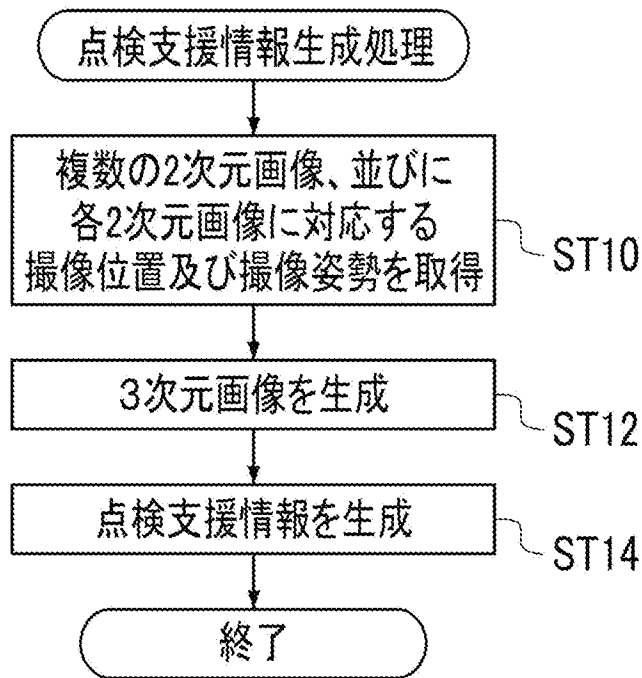 点検支援情報生成処理
複数の2次元画像、並びに
各2次元画像に対応する
撮像位置及び撮像姿勢を取得
ST10
3次元画像を生成
ST12
点検支援情報を生成
ST14
終了